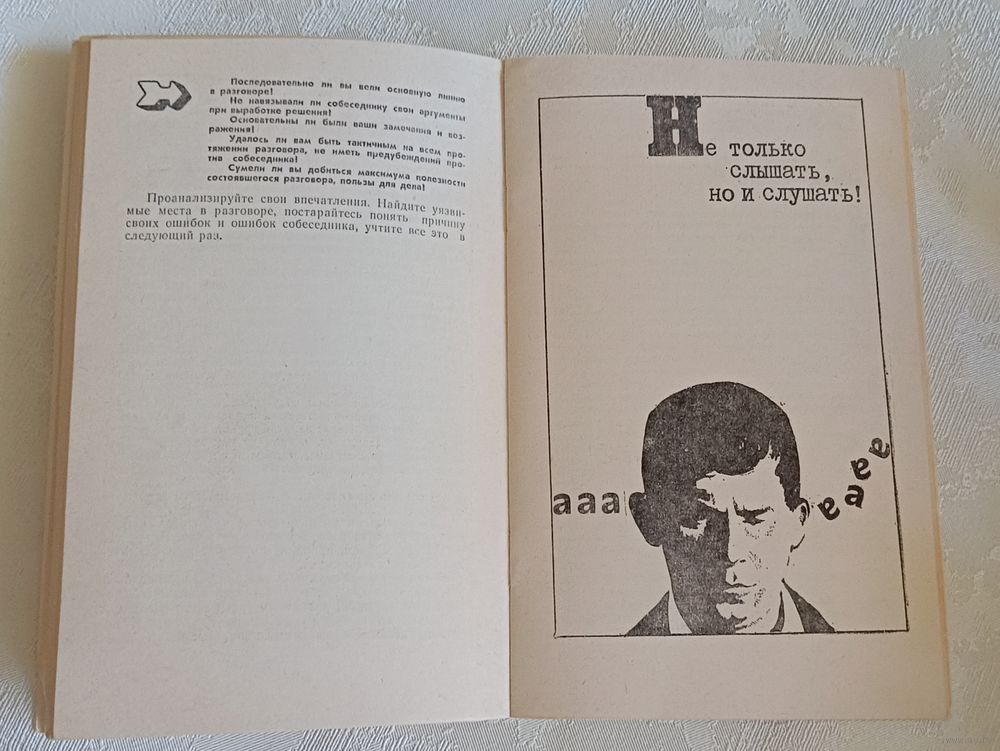 Последовательно ли вы вели основную линию
в разговоре!
Не навязывали ли собеседнику свои аргументы
при выработке решения!
Основательны ли были ваши замечания и воз-
ражения!
Удалось ли вам быть тактичным на всем про-
тяжении разговора, не иметь предубеждений про-
тив собеседника!
Сумели ли вы добиться максимума полезности
состоявшегося разговора, пользы для дела!
Проанализируйте свои впечатления. Найдите уязви-
мые места в разговоре, постарайтесь понять причину
своих ошибок и ошибок собеседника, учтите все это в
следующий раз.
Не только
слышать,
но и слушать!
ааа
аааа